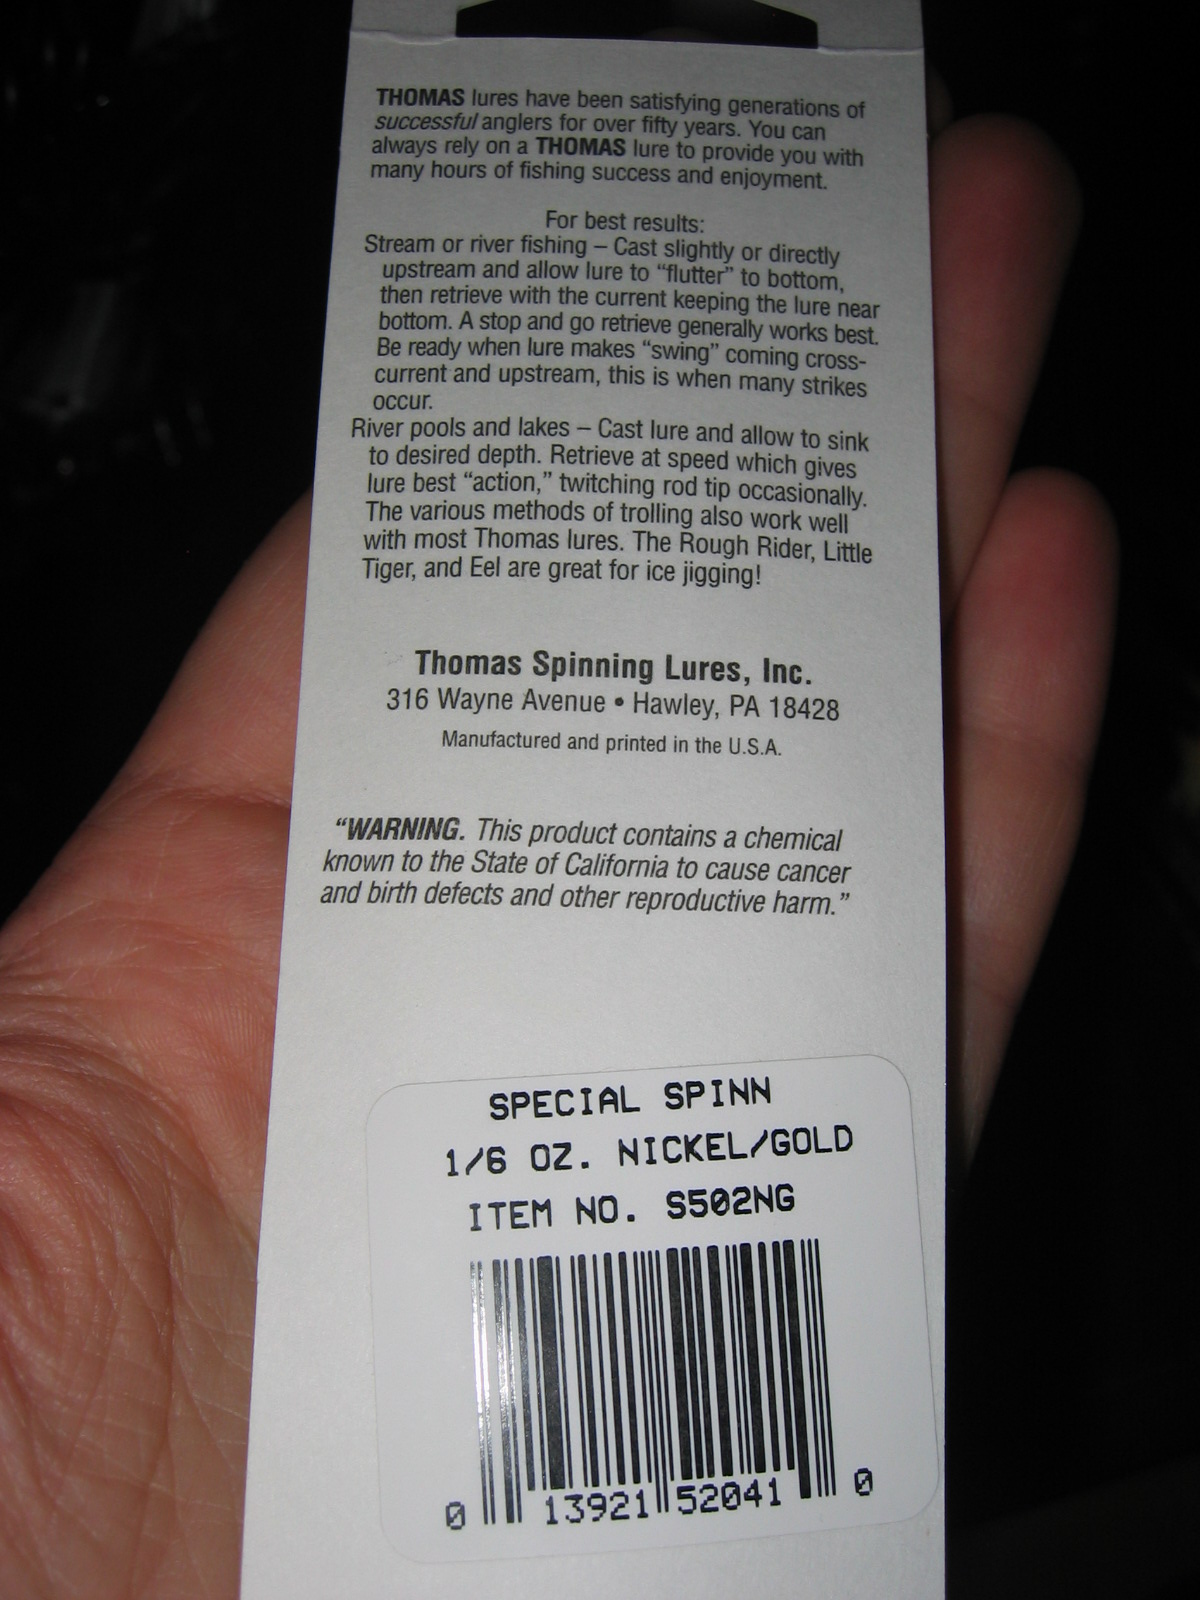 THOMAS lures have been satisfying generations of
successful anglers for over fifty years. You can
always rely on a THOMAS lure to provide you with
many hours of fishing success and enjoyment.
For best results:
Stream or river fishing – Cast slightly or directly
upstream and allow lure to “flutter” to bottom,
then retrieve with the current keeping the lure near
bottom. A stop and go retrieve generally works best.
Be ready when lure makes “swing” coming cross-
current and upstream, this is when many strikes
occur.
River pools and lakes – Cast lure and allow to sink
to desired depth. Retrieve at speed which gives
lure best “action,” twitching rod tip occasionally.
The various methods of trolling also work well
with most Thomas lures. The Rough Rider, Little
Tiger, and Eel are great for ice jigging!
Thomas Spinning Lures, Inc.
316 Wayne Avenue • Hawley, PA 18428
Manufactured and printed in the U.S.A.
“WARNING. This product contains a chemical
known to the State of California to cause cancer
and birth defects and other reproductive harm.”
SPECIAL SPINN
1/6 OZ. NICKEL/GOLD
ITEM NO. S502NG
0 13921 52041 0